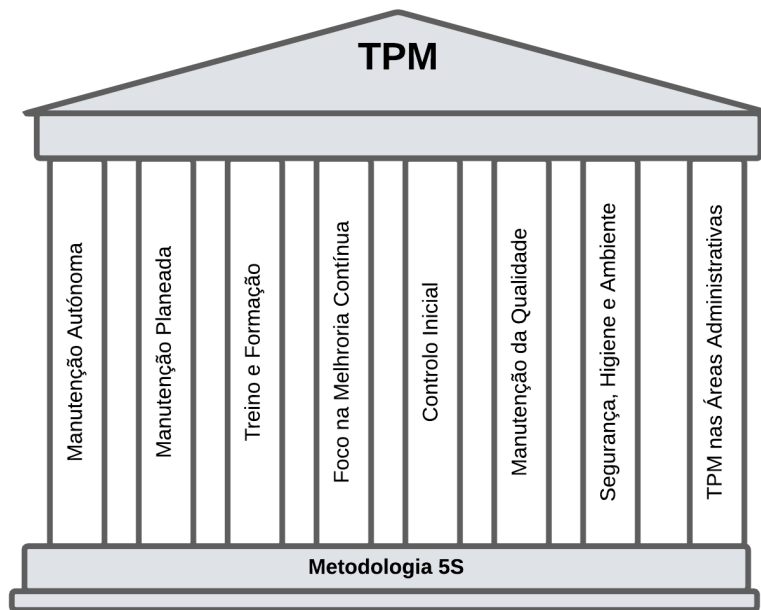 TPM
Manutenção Autónoma
Manutenção Planeada
Treino e Formação
Foco na Melhroria Contínua
Controlo Inicial
Manutenção da Qualidade
Segurança, Higiene e Ambiente
TPM nas Áreas Administrativas
Metodologia 5S